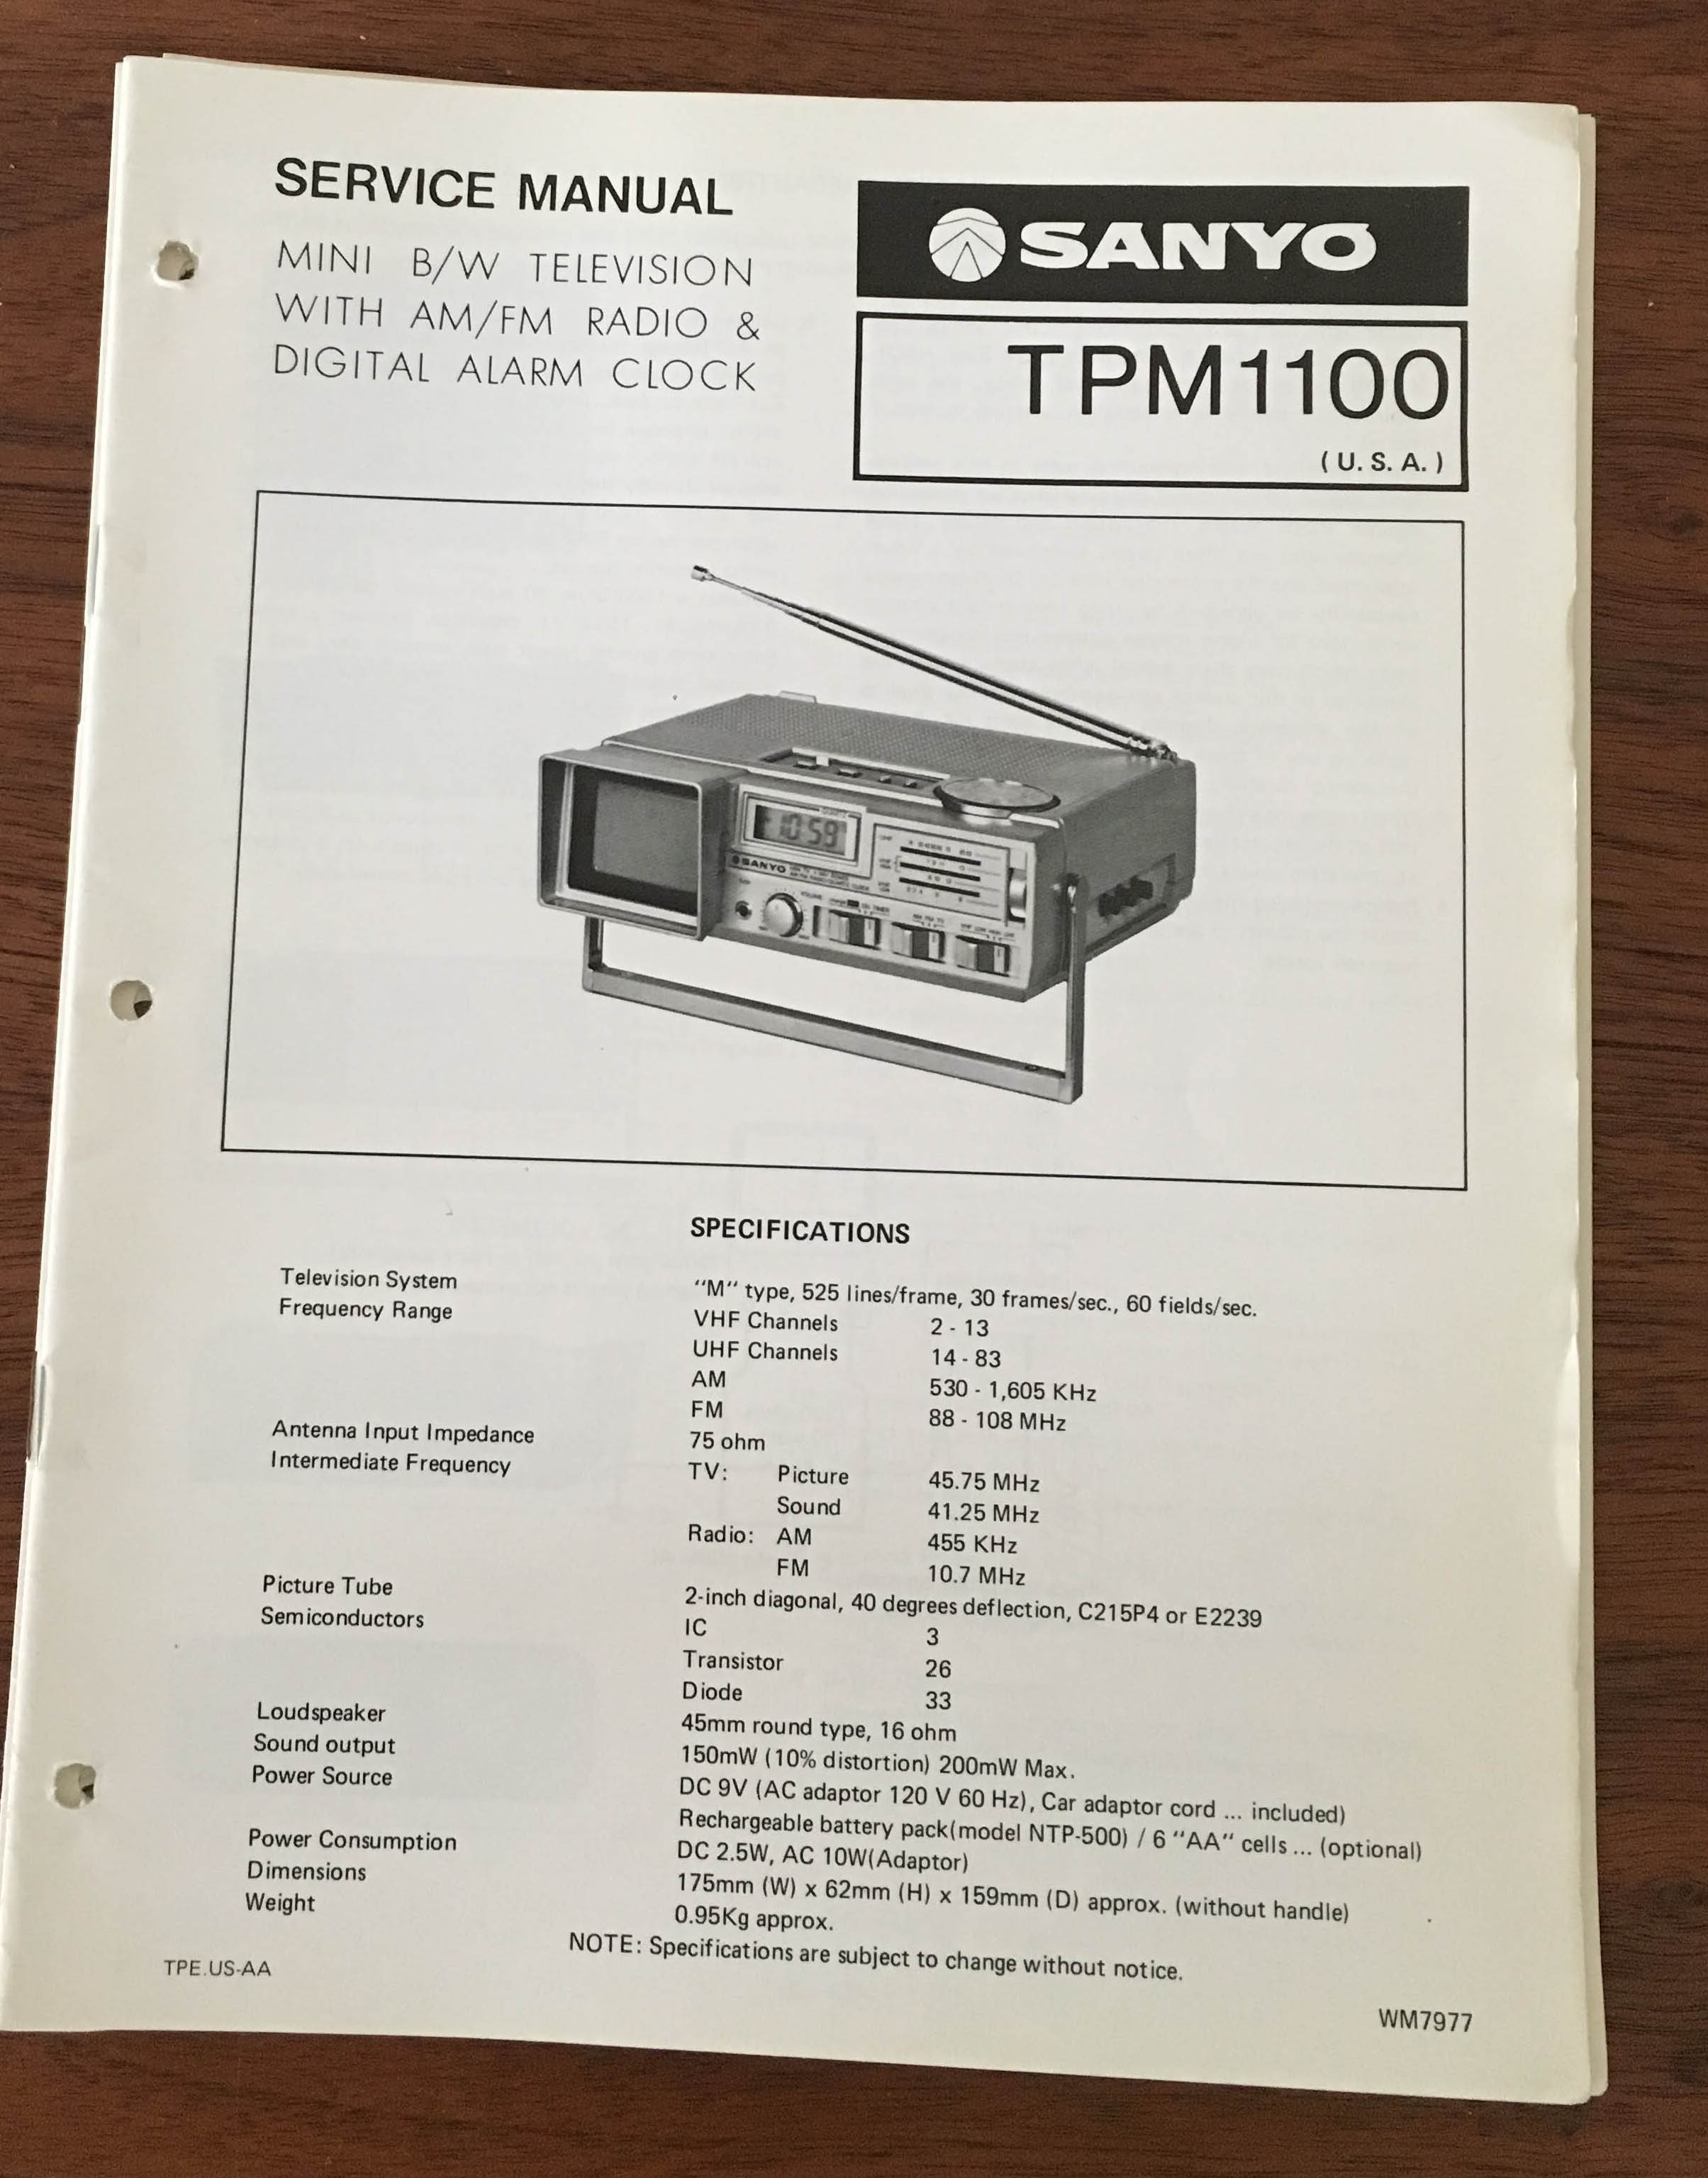 SERVICE MANUAL
MINI B/W TELEVISION
WITH AM/FM RADIO &
DIGITAL ALARM CLOCK
SANYO
TPM1100
( U. S. A. )
10:59
SANYO
SPECIFICATIONS
Television System "M" type, 525 lines/frame, 30 frames/sec., 60 fields/sec.
Frequency Range VHF Channels 2 - 13
UHF Channels 14 - 83
AM 530 - 1,605 KHz
FM 88 - 108 MHz
Antenna Input Impedance 75 ohm
Intermediate Frequency TV: Picture 45.75 MHz
Sound 41.25 MHz
Radio: AM 455 KHz
FM 10.7 MHz
Picture Tube 2-inch diagonal, 40 degrees deflection, C215P4 or E2239
Semiconductors IC 3
Transistor 26
Diode 33
Loudspeaker 45mm round type, 16 ohm
Sound output 150mW (10% distortion) 200mW Max.
Power Source DC 9V (AC adaptor 120 V 60 Hz), Car adaptor cord ... included)
Rechargeable battery pack(model NTP-500) / 6 "AA" cells ... (optional)
Power Consumption DC 2.5W, AC 10W(Adaptor)
Dimensions 175mm (W) x 62mm (H) x 159mm (D) approx. (without handle)
Weight 0.95Kg approx.
NOTE: Specifications are subject to change without notice.
TPE.US-AA
WM7977